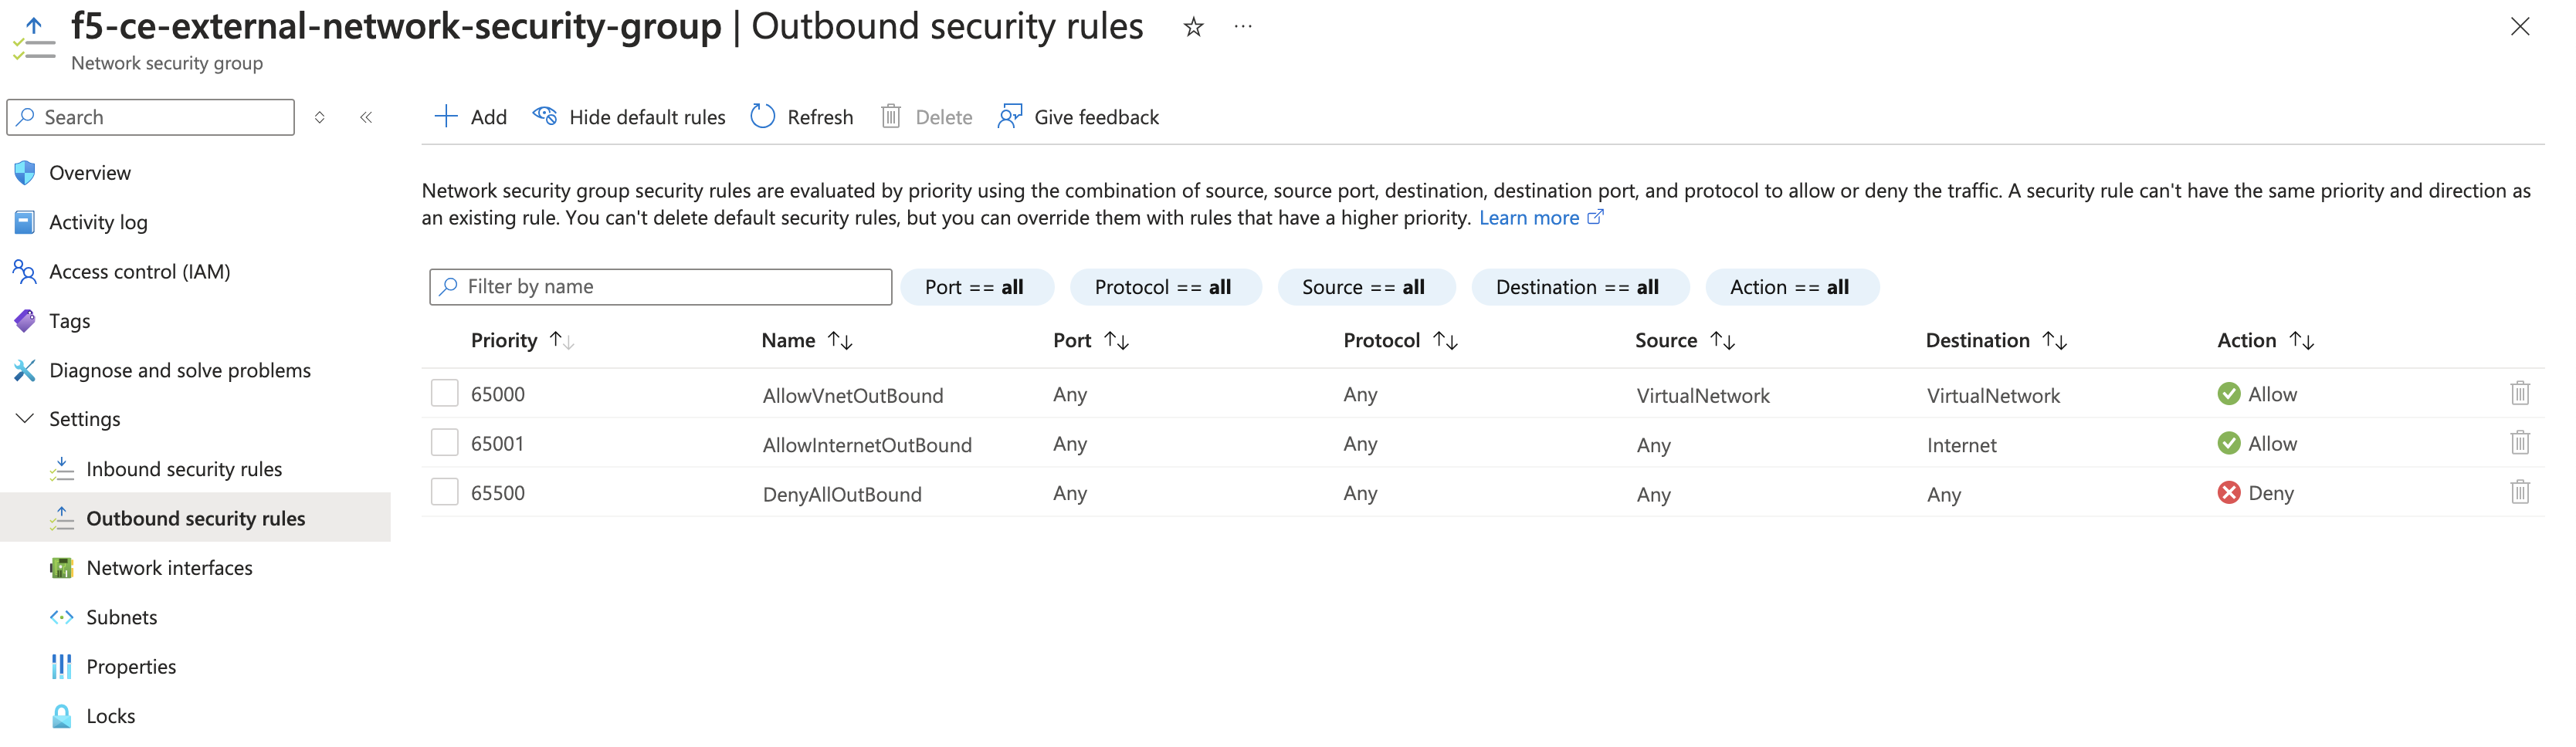 f5-ce-external-network-security-group | Outbound security rules
Network security group
Search
Add
Hide default rules
Refresh
Delete
Give feedback
Overview
Activity log
Access control (IAM)
Tags
Diagnose and solve problems
Settings
Inbound security rules
Outbound security rules
Network interfaces
Subnets
Properties
Locks
Network security group security rules are evaluated by priority using the combination of source, source port, destination, destination port, and protocol to allow or deny the traffic. A security rule can't have the same priority and direction as
an existing rule. You can't delete default security rules, but you can override them with rules that have a higher priority. Learn more
Filter by name
Port == all
Protocol == all
Source == all
Destination == all
Action == all
Priority Name Port Protocol Source Destination Action
65000 AllowVnetOutBound Any Any VirtualNetwork VirtualNetwork Allow
65001 AllowInternetOutBound Any Any Any Internet Allow
65500 DenyAllOutBound Any Any Any Any Deny